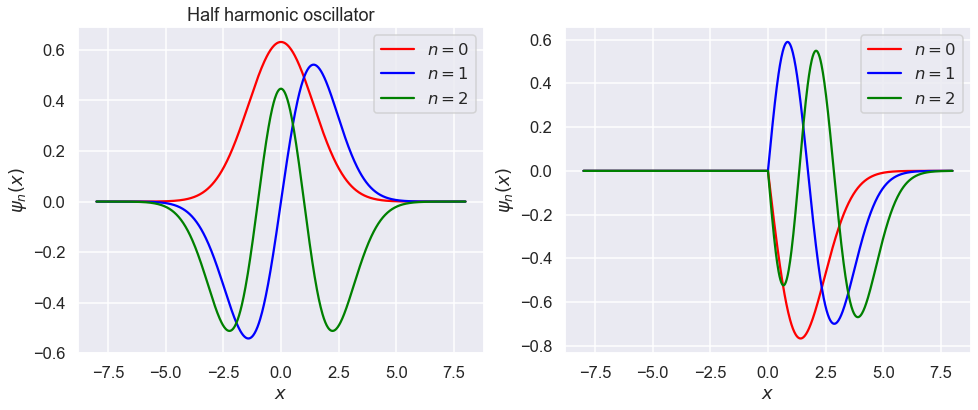 Half harmonic oscillator
ψn(x)
0.6
0.4
0.2
0.0
−0.2
−0.4
−0.6
n = 0
n = 1
n = 2
−7.5 −5.0 −2.5 0.0 2.5 5.0 7.5
x
ψn(x)
0.6
0.4
0.2
0.0
−0.2
−0.4
−0.6
−0.8
n = 0
n = 1
n = 2
−7.5 −5.0 −2.5 0.0 2.5 5.0 7.5
x